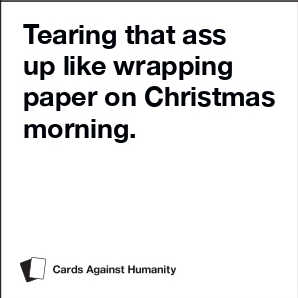 Tearing that ass
up like wrapping
paper on Christmas
morning.
Cards Against Humanity